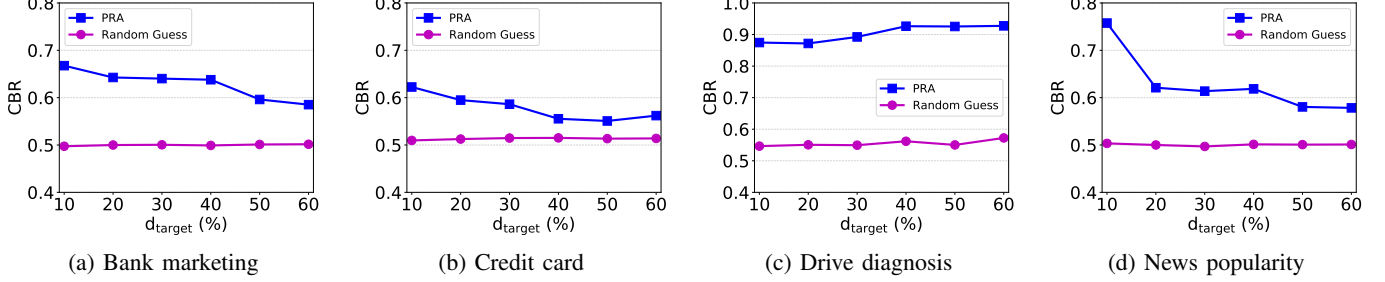 0.8
0.7
0.6
0.5
0.4
CBR
PRA
Random Guess
10 20 30 40 50 60
d_target (%)
(a) Bank marketing
0.8
0.7
0.6
0.5
0.4
CBR
PRA
Random Guess
10 20 30 40 50 60
d_target (%)
(b) Credit card
1.0
0.9
0.8
0.7
0.6
0.5
0.4
CBR
PRA
Random Guess
10 20 30 40 50 60
d_target (%)
(c) Drive diagnosis
0.8
0.7
0.6
0.5
0.4
CBR
PRA
Random Guess
10 20 30 40 50 60
d_target (%)
(d) News popularity